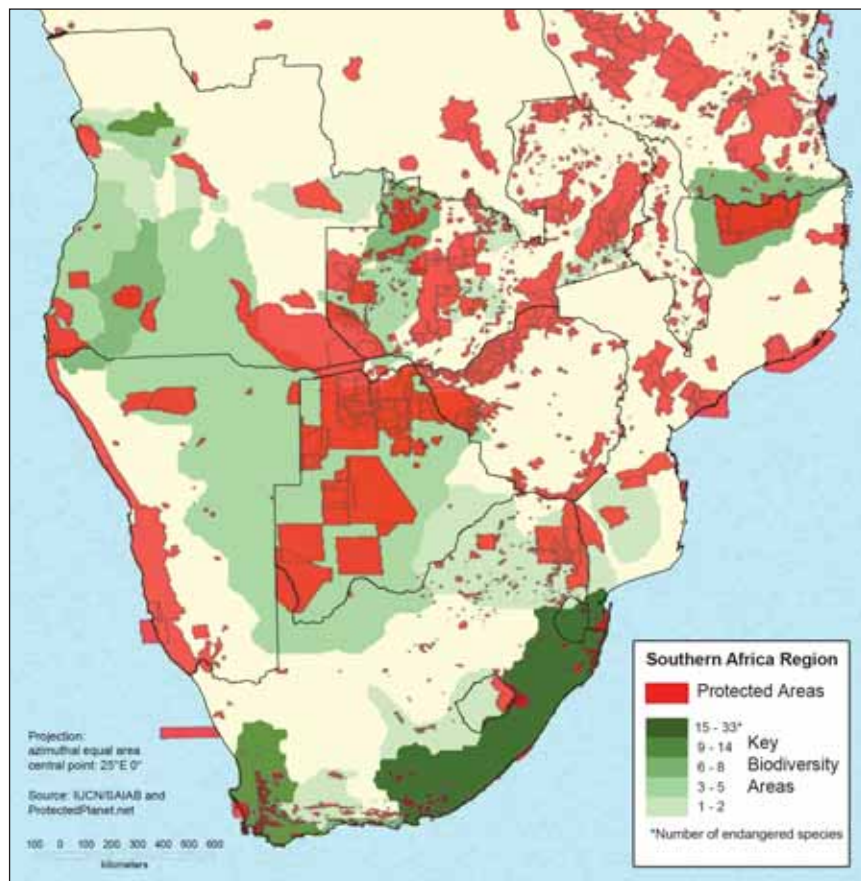 Southern Africa Region
Protected Areas
15 - 33*
9 - 14
6 - 8
3 - 5
1 - 2
Key
Biodiversity
Areas
*Number of endangered species
Projection:
azimuthal equal area
central point: 25°E 0°
Source: IUCN/SAIAB and
ProtectedPlanet.net
100 0 100 200 300 400 500 600
kilometers